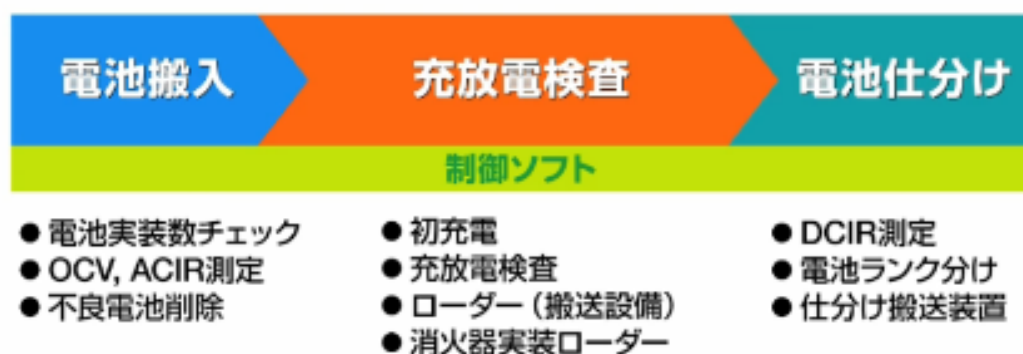 電池搬入
充放電検査
電池仕分け
制御ソフト
● 電池実装数チェック
● OCV, ACIR測定
● 不良電池削除
● 初充電
● 充放電検査
● ローダー（搬送設備）
● 消火器実装ローダー
● DCIR測定
● 電池ランク分け
● 仕分け搬送装置